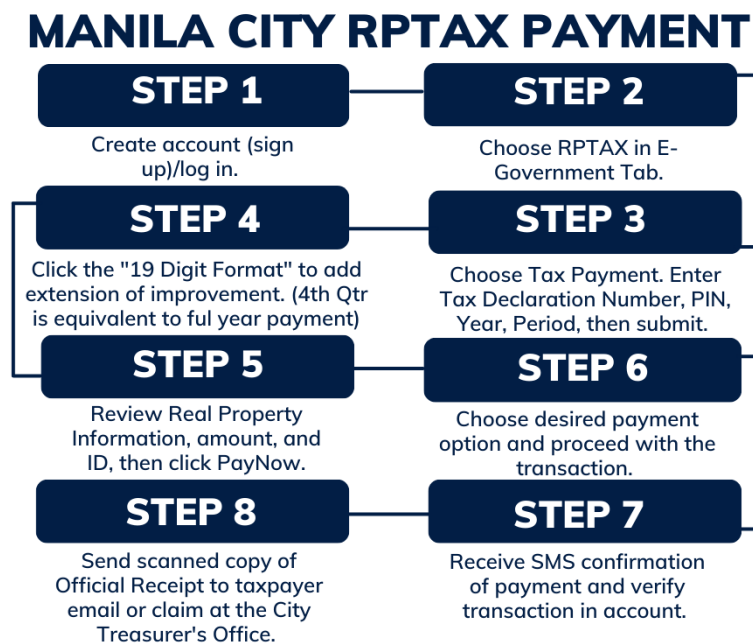 MANILA CITY RPTAX PAYMENT
STEP 1
Create account (sign
up)/log in.
STEP 2
Choose RPTAX in E-
Government Tab.
STEP 3
Choose Tax Payment. Enter
Tax Declaration Number, PIN,
Year, Period, then submit.
STEP 4
Click the "19 Digit Format" to add
extension of improvement. (4th Qtr
is equivalent to ful year payment)
STEP 5
Review Real Property
Information, amount, and
ID, then click PayNow.
STEP 6
Choose desired payment
option and proceed with the
transaction.
STEP 7
Receive SMS confirmation
of payment and verify
transaction in account.
STEP 8
Send scanned copy of
Official Receipt to taxpayer
email or claim at the City
Treasurer's Office.